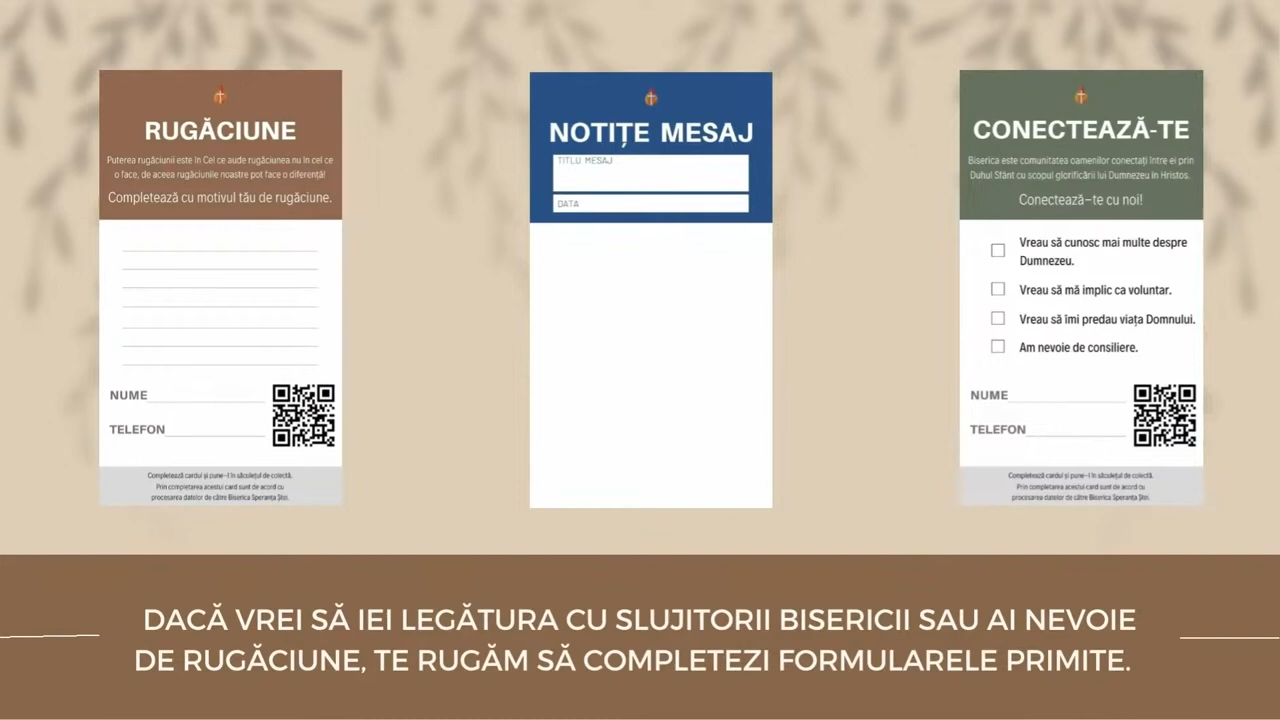 RUGĂCIUNE
Puterea rugăciunii este în Cel ce aude rugăciunea nu în cel ce
o face, de aceea rugăciunile noastre pot face o diferență!
Completează cu motivul tău de rugăciune.
NUME
TELEFON
Completează cardul și pune-l în săculețul de colectă.
Prin completarea acestui card sunt de acord cu
procesarea datelor de către Biserica Speranța Ștei.
NOTIȚE MESAJ
TITLU MESAJ
DATA
CONECTEAZĂ-TE
Biserica este comunitatea oamenilor conectați între ei prin
Duhul Sfânt cu scopul glorificării lui Dumnezeu în Hristos.
Conectează-te cu noi!
Vreau să cunosc mai multe despre
Dumnezeu.
Vreau să mă implic ca voluntar.
Vreau să îmi predau viața Domnului.
Am nevoie de consiliere.
NUME
TELEFON
Completează cardul și pune-l în săculețul de colectă.
Prin completarea acestui card sunt de acord cu
procesarea datelor de către Biserica Speranța Ștei.
DACĂ VREI SĂ IEI LEGĂTURA CU SLUJITORII BISERICII SAU AI NEVOIE
DE RUGĂCIUNE, TE RUGĂM SĂ COMPLETEZI FORMULARELE PRIMITE.